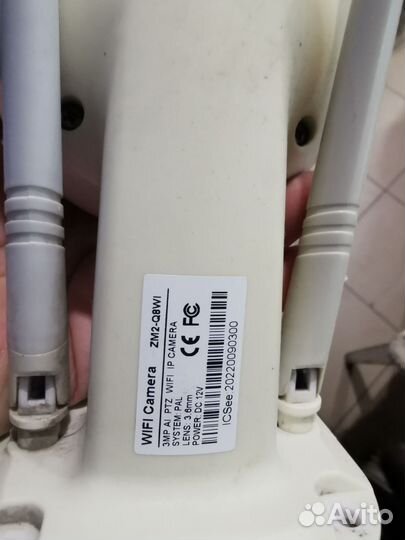 WIFI Camera ZM2-Q8WI
3MP AI PTZ WIFI IP CAMERA
SYSTEM: PAL
LENS: 3.6mm
POWER: DC 12V
CE FC
ICSee 20220090300
Avito